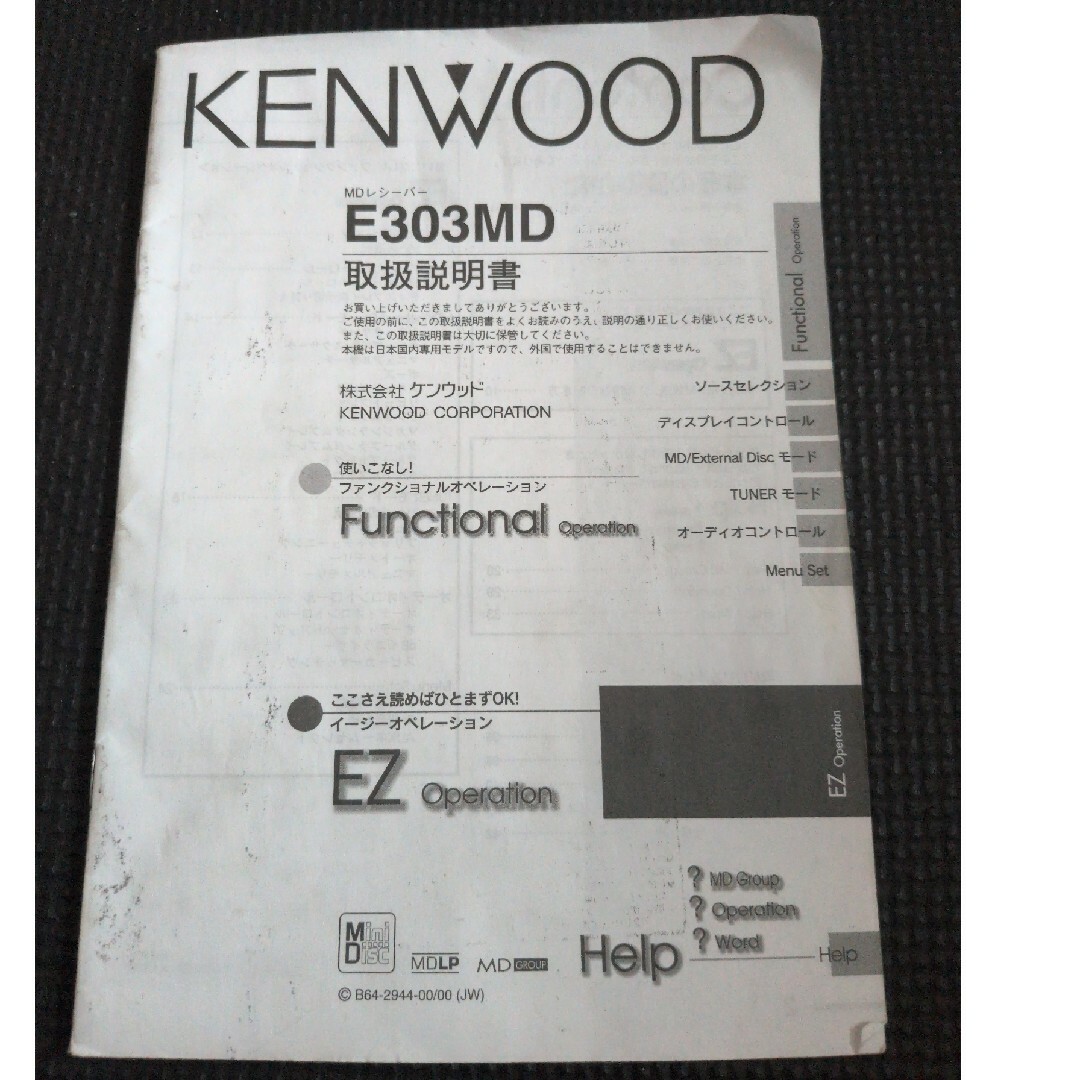 KENWOOD
MDレシーバー
E303MD
取扱説明書
お買い上げいただきましてありがとうございます。
ご使用の前に、この取扱説明書をよくお読みのうえ、説明の通り正しくお使いください。
また、この取扱説明書は大切に保管してください。
本機は日本国内専用モデルですので、外国で使用することはできません。
株式会社 ケンウッド
KENWOOD CORPORATION
Functional Operation
ソースセレクション
ディスプレイコントロール
MD/External Disc モード
TUNER モード
オーディオコントロール
Menu Set
使いこなし!
ファンクショナルオペレーション
Functional Operation
ここさえ読めばひとまずOK!
イージーオペレーション
EZ Operation
EZ Operation
? MD Group
? Operation
? Word
Help
Help
Mini Disc
MDLP
MD GROUP
© B64-2944-00/00 (JW)